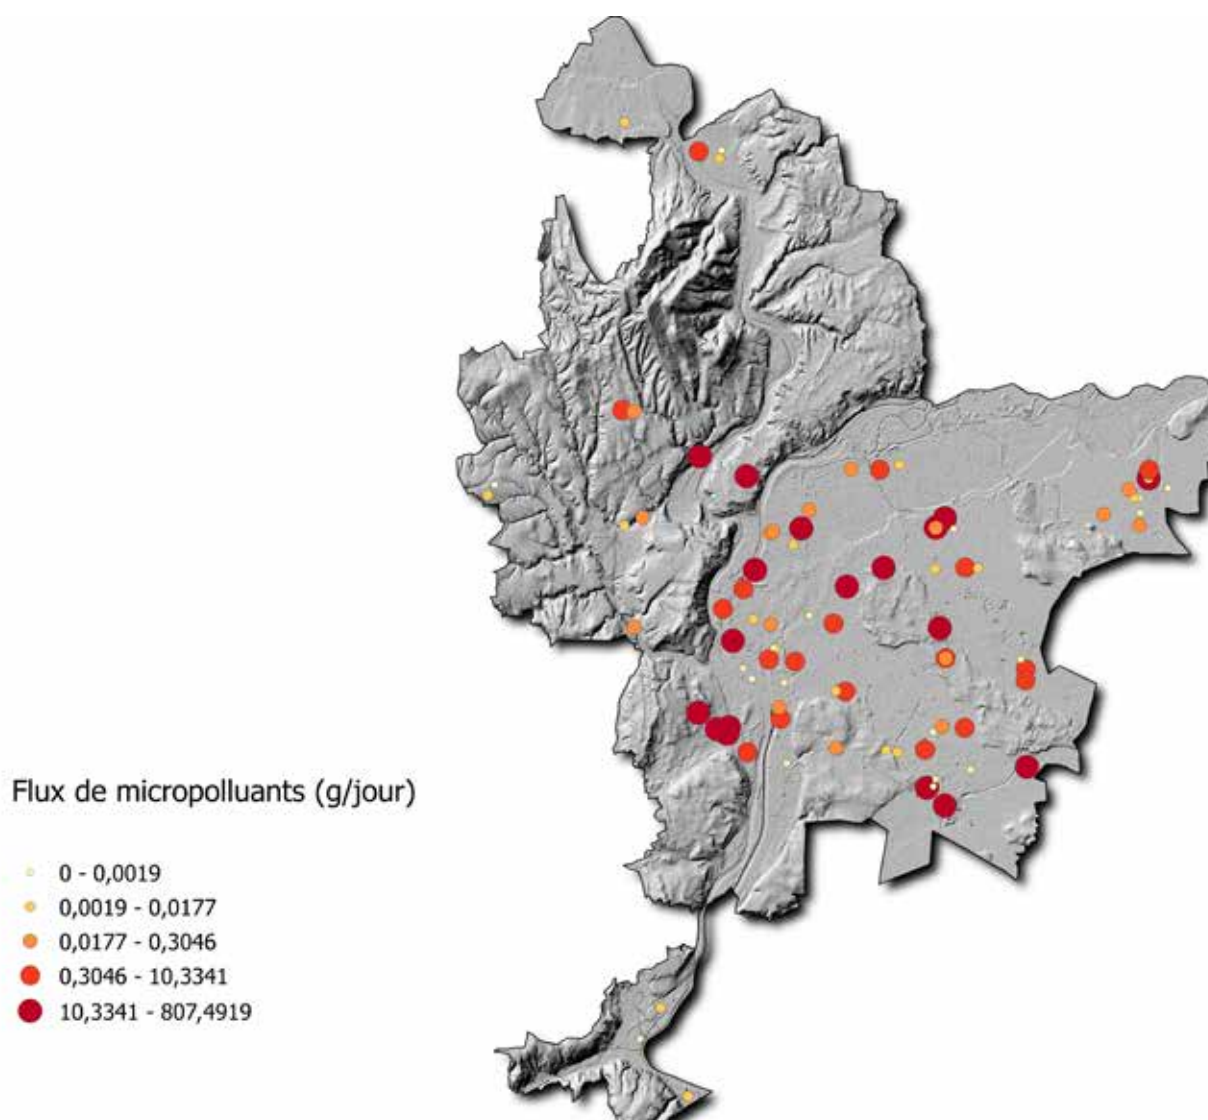 Flux de micropolluants (g/jour)
0 - 0,0019
0,0019 - 0,0177
0,0177 - 0,3046
0,3046 - 10,3341
10,3341 - 807,4919